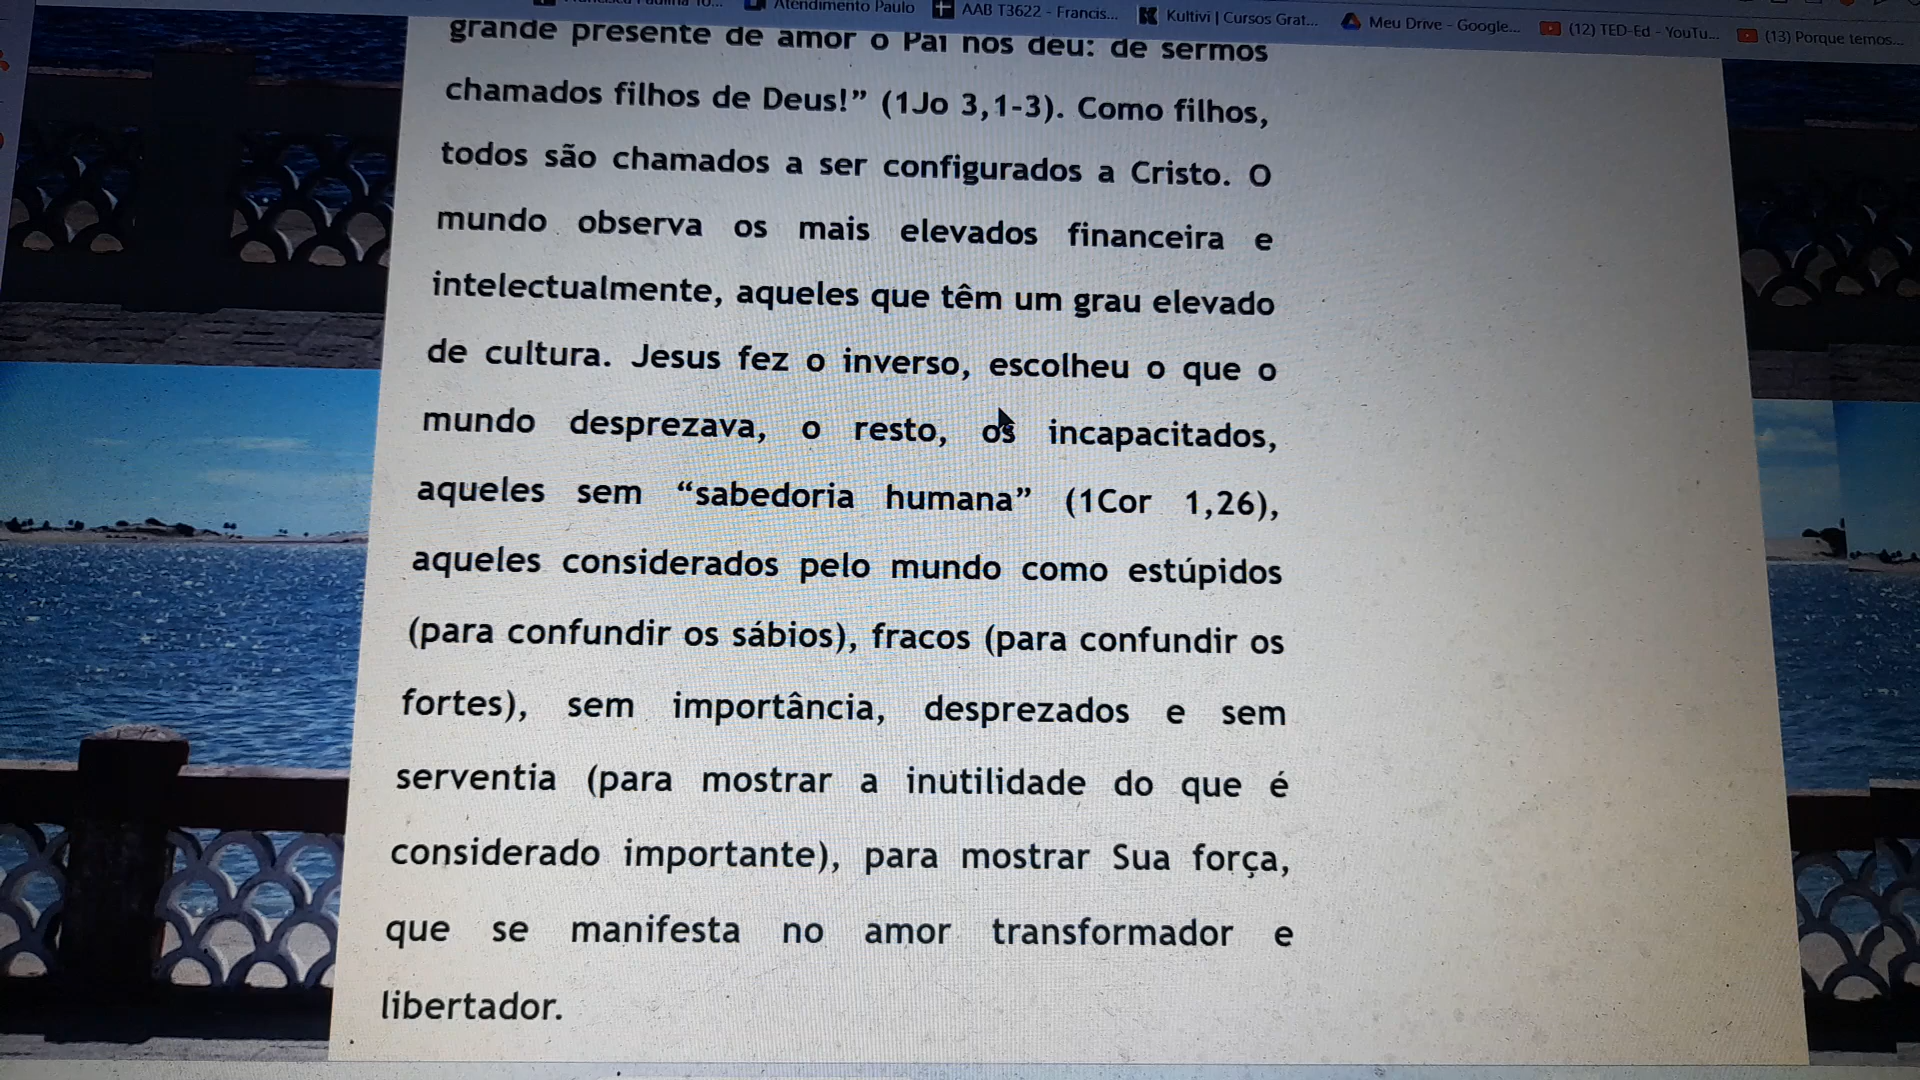 Atendimento Paulo
AAB T3622 - Francis...
Kultivi | Cursos Grat...
Meu Drive - Google...
(12) TED-Ed - YouTu...
(13) Porque temos...
grande presente de amor o Pai nos deu: de sermos
chamados filhos de Deus!” (1Jo 3,1-3). Como filhos,
todos são chamados a ser configurados a Cristo. O
mundo observa os mais elevados financeira e
intelectualmente, aqueles que têm um grau elevado
de cultura. Jesus fez o inverso, escolheu o que o
mundo desprezava, o resto, os incapacitados,
aqueles sem “sabedoria humana” (1Cor 1,26),
aqueles considerados pelo mundo como estúpidos
(para confundir os sábios), fracos (para confundir os
fortes), sem importância, desprezados e sem
serventia (para mostrar a inutilidade do que é
considerado importante), para mostrar Sua força,
que se manifesta no amor transformador e
libertador.